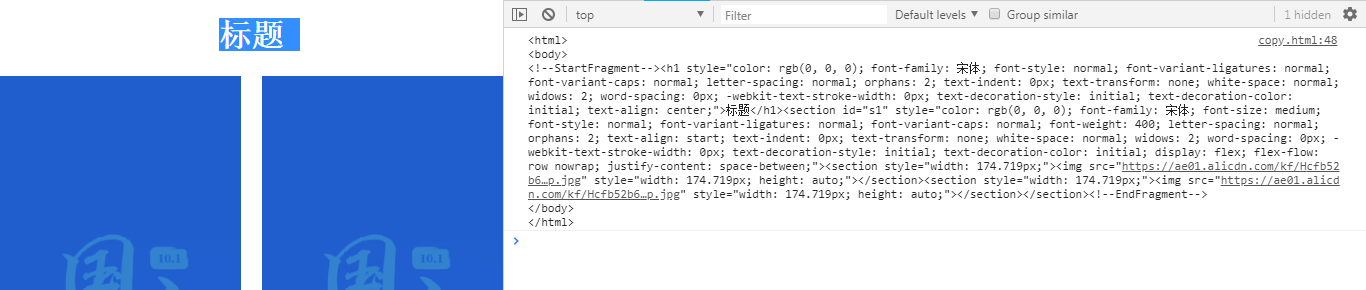 标题
国
10.1
国
10.1
top
Filter
Default levels
Group similar
1 hidden
copy.html:48
<html>
<body>
<!--StartFragment--><h1 style="color: rgb(0, 0, 0); font-family: 宋体; font-style: normal; font-variant-ligatures: normal;
font-variant-caps: normal; letter-spacing: normal; orphans: 2; text-indent: 0px; text-transform: none; white-space: normal;
widows: 2; word-spacing: 0px; -webkit-text-stroke-width: 0px; text-decoration-style: initial; text-decoration-color:
initial; text-align: center;">标题</h1><section id="s1" style="color: rgb(0, 0, 0); font-family: 宋体; font-size: medium;
font-style: normal; font-variant-ligatures: normal; font-variant-caps: normal; font-weight: 400; letter-spacing: normal;
orphans: 2; text-align: start; text-indent: 0px; text-transform: none; white-space: normal; widows: 2; word-spacing: 0px; -
webkit-text-stroke-width: 0px; text-decoration-style: initial; text-decoration-color: initial; display: flex; flex-flow:
row nowrap; justify-content: space-between;"><section style="width: 174.719px;"><img src="https://ae01.alicdn.com/kf/Hcfb52
b6…p.jpg" style="width: 174.719px; height: auto;"></section><section style="width: 174.719px;"><img src="https://ae01.alicd
n.com/kf/Hcfb52b6…p.jpg" style="width: 174.719px; height: auto;"></section></section><!--EndFragment-->
</body>
</html>